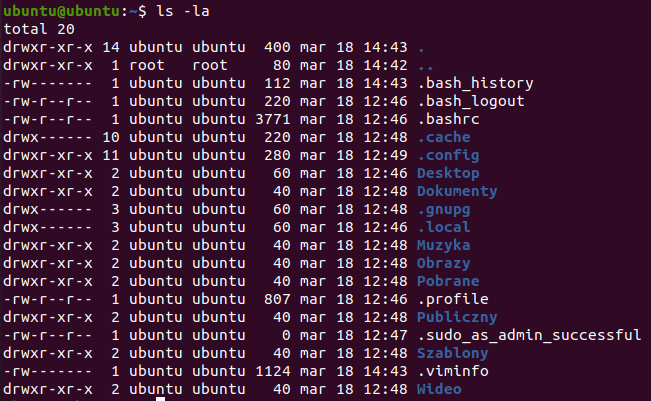 ubuntu@ubuntu:~$ ls -la
total 20
drwxr-xr-x 14 ubuntu ubuntu  400 mar 18 14:43 .
drwxr-xr-x  1 root   root     80 mar 18 14:42 ..
-rw-------  1 ubuntu ubuntu  112 mar 18 14:43 .bash_history
-rw-r--r--  1 ubuntu ubuntu  220 mar 18 12:46 .bash_logout
-rw-r--r--  1 ubuntu ubuntu 3771 mar 18 12:46 .bashrc
drwx------ 10 ubuntu ubuntu  220 mar 18 12:48 .cache
drwxr-xr-x 11 ubuntu ubuntu  280 mar 18 12:49 .config
drwxr-xr-x  2 ubuntu ubuntu   60 mar 18 12:46 Desktop
drwxr-xr-x  2 ubuntu ubuntu   40 mar 18 12:48 Dokumenty
drwx------  3 ubuntu ubuntu   60 mar 18 12:48 .gnupg
drwx------  3 ubuntu ubuntu   60 mar 18 12:46 .local
drwxr-xr-x  2 ubuntu ubuntu   40 mar 18 12:48 Muzyka
drwxr-xr-x  2 ubuntu ubuntu   40 mar 18 12:48 Obrazy
drwxr-xr-x  2 ubuntu ubuntu   40 mar 18 12:48 Pobrane
-rw-r--r--  1 ubuntu ubuntu  807 mar 18 12:46 .profile
drwxr-xr-x  2 ubuntu ubuntu   40 mar 18 12:48 Publiczny
-rw-r--r--  1 ubuntu ubuntu    0 mar 18 12:47 .sudo_as_admin_successful
drwxr-xr-x  2 ubuntu ubuntu   40 mar 18 12:48 Szablony
-rw-------  1 ubuntu ubuntu 1124 mar 18 14:43 .viminfo
drwxr-xr-x  2 ubuntu ubuntu   40 mar 18 12:48 Wideo